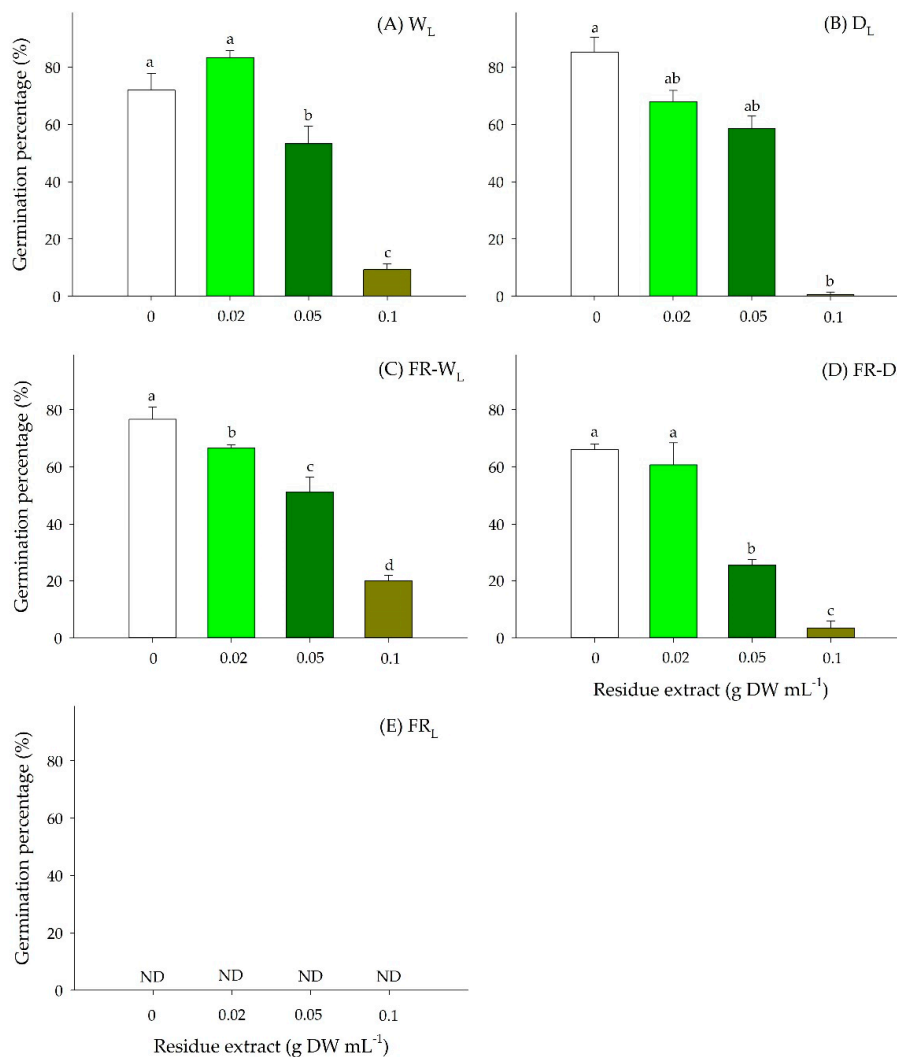 (A) W_L
Germination percentage (%)
80
60
40
20
0
a
a
b
c
0 0.02 0.05 0.1
(B) D_L
80
60
40
20
0
a
ab
ab
b
0 0.02 0.05 0.1
(C) FR-W_L
Germination percentage (%)
80
60
40
20
0
a
b
c
d
0 0.02 0.05 0.1
(D) FR-D
80
60
40
20
0
a
a
b
c
0 0.02 0.05 0.1
Residue extract (g DW mL⁻¹)
(E) FR_L
Germination percentage (%)
80
60
40
20
0
ND ND ND ND
0 0.02 0.05 0.1
Residue extract (g DW mL⁻¹)